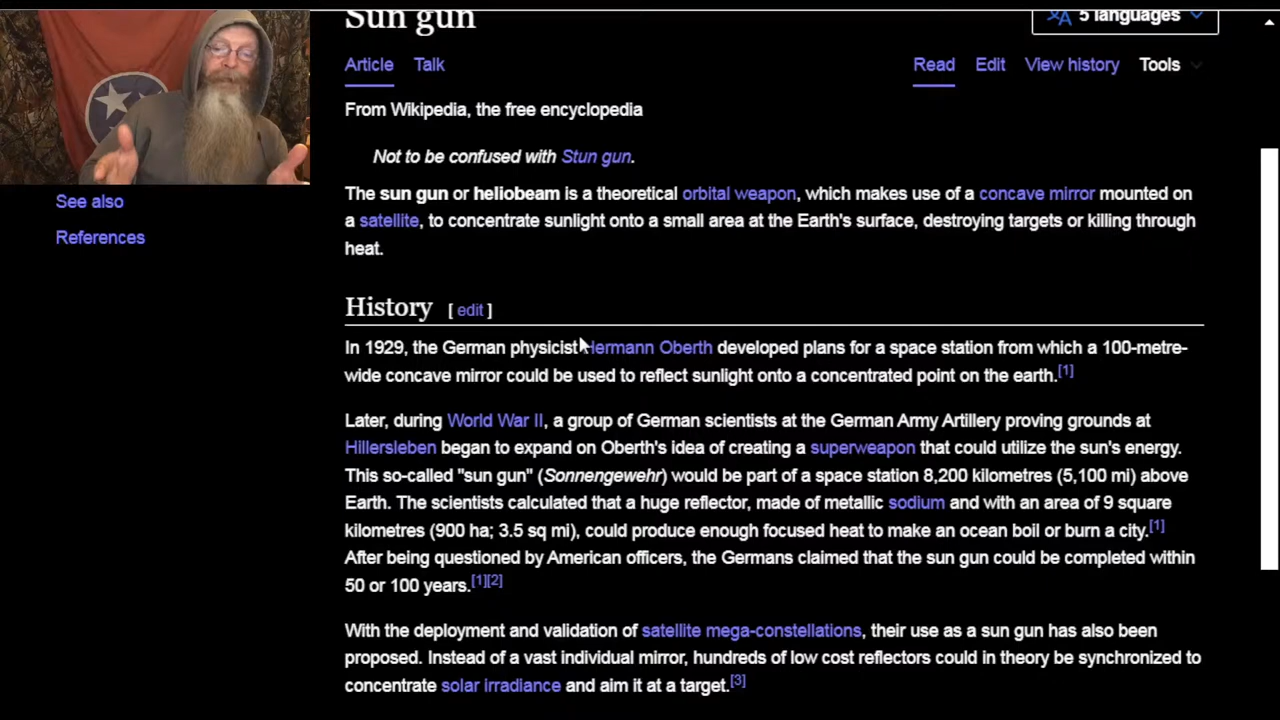 Sun gun
5 languages
Article Talk
Read Edit View history Tools
From Wikipedia, the free encyclopedia
Not to be confused with Stun gun.
See also
References
The sun gun or heliobeam is a theoretical orbital weapon, which makes use of a concave mirror mounted on
a satellite, to concentrate sunlight onto a small area at the Earth's surface, destroying targets or killing through
heat.
History [ edit ]
In 1929, the German physicist Hermann Oberth developed plans for a space station from which a 100-metre-
wide concave mirror could be used to reflect sunlight onto a concentrated point on the earth.[1]
Later, during World War II, a group of German scientists at the German Army Artillery proving grounds at
Hillersleben began to expand on Oberth's idea of creating a superweapon that could utilize the sun's energy.
This so-called "sun gun" (Sonnengewehr) would be part of a space station 8,200 kilometres (5,100 mi) above
Earth. The scientists calculated that a huge reflector, made of metallic sodium and with an area of 9 square
kilometres (900 ha; 3.5 sq mi), could produce enough focused heat to make an ocean boil or burn a city.[1]
After being questioned by American officers, the Germans claimed that the sun gun could be completed within
50 or 100 years.[1][2]
With the deployment and validation of satellite mega-constellations, their use as a sun gun has also been
proposed. Instead of a vast individual mirror, hundreds of low cost reflectors could in theory be synchronized to
concentrate solar irradiance and aim it at a target.[3]